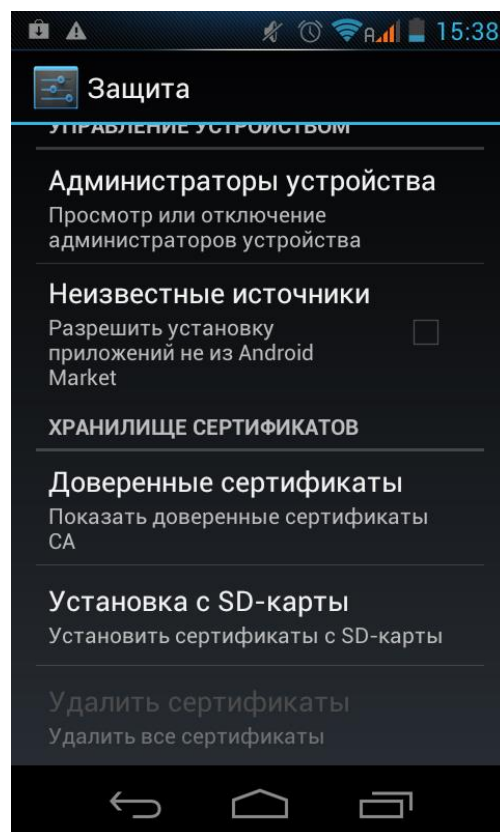 A 15:38
Защита
УПРАВЛЕНИЕ УСТРОЙСТВОМ
Администраторы устройства
Просмотр или отключение
администраторов устройства
Неизвестные источники
Разрешить установку
приложений не из Android
Market
ХРАНИЛИЩЕ СЕРТИФИКАТОВ
Доверенные сертификаты
Показать доверенные сертификаты
CA
Установка с SD-карты
Установить сертификаты с SD-карты
Удалить сертификаты
Удалить все сертификаты